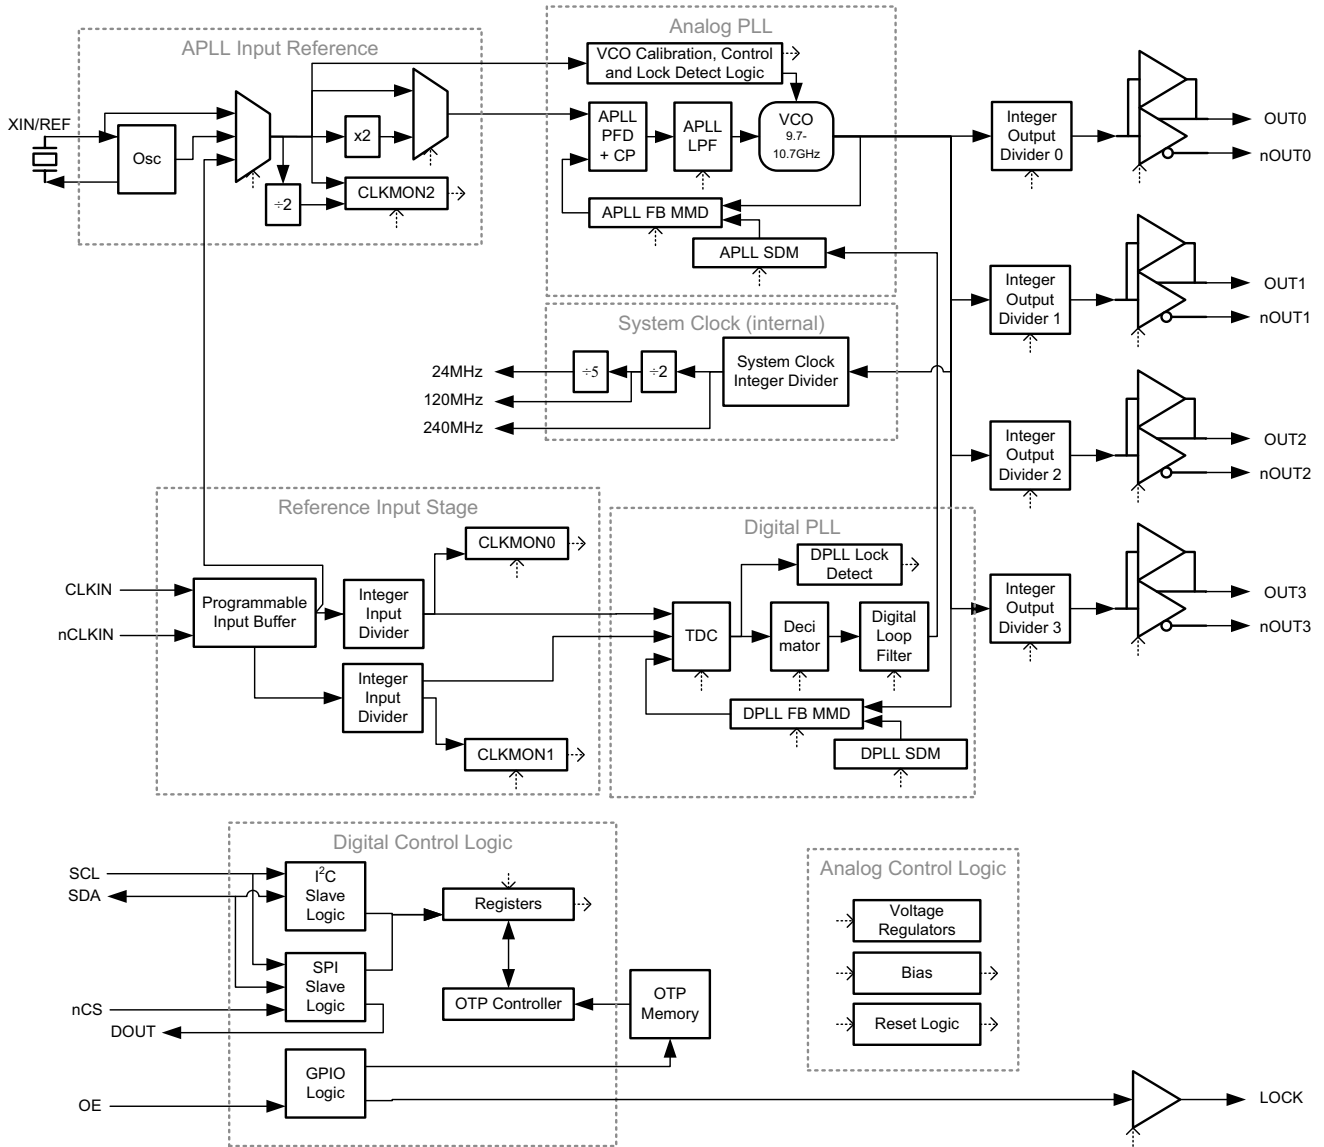 APLL Input Reference
XIN/REF
Osc
x2
÷2
CLKMON2
Analog PLL
VCO Calibration, Control
and Lock Detect Logic
APLL
PFD
+ CP
APLL
LPF
VCO
9.7-
10.7GHz
APLL FB MMD
APLL SDM
Integer
Output
Divider 0
OUT0
nOUT0
Integer
Output
Divider 1
OUT1
nOUT1
System Clock (internal)
24MHz
120MHz
240MHz
÷5
÷2
System Clock
Integer Divider
Integer
Output
Divider 2
OUT2
nOUT2
Reference Input Stage
CLKIN
nCLKIN
Programmable
Input Buffer
Integer
Input
Divider
Integer
Input
Divider
CLKMON0
CLKMON1
Digital PLL
DPLL Lock
Detect
TDC
Deci
mator
Digital
Loop
Filter
DPLL FB MMD
DPLL SDM
Integer
Output
Divider 3
OUT3
nOUT3
Digital Control Logic
SCL
SDA
nCS
DOUT
OE
I²C
Slave
Logic
SPI
Slave
Logic
GPIO
Logic
Registers
OTP Controller
OTP
Memory
Analog Control Logic
Voltage
Regulators
Bias
Reset Logic
LOCK